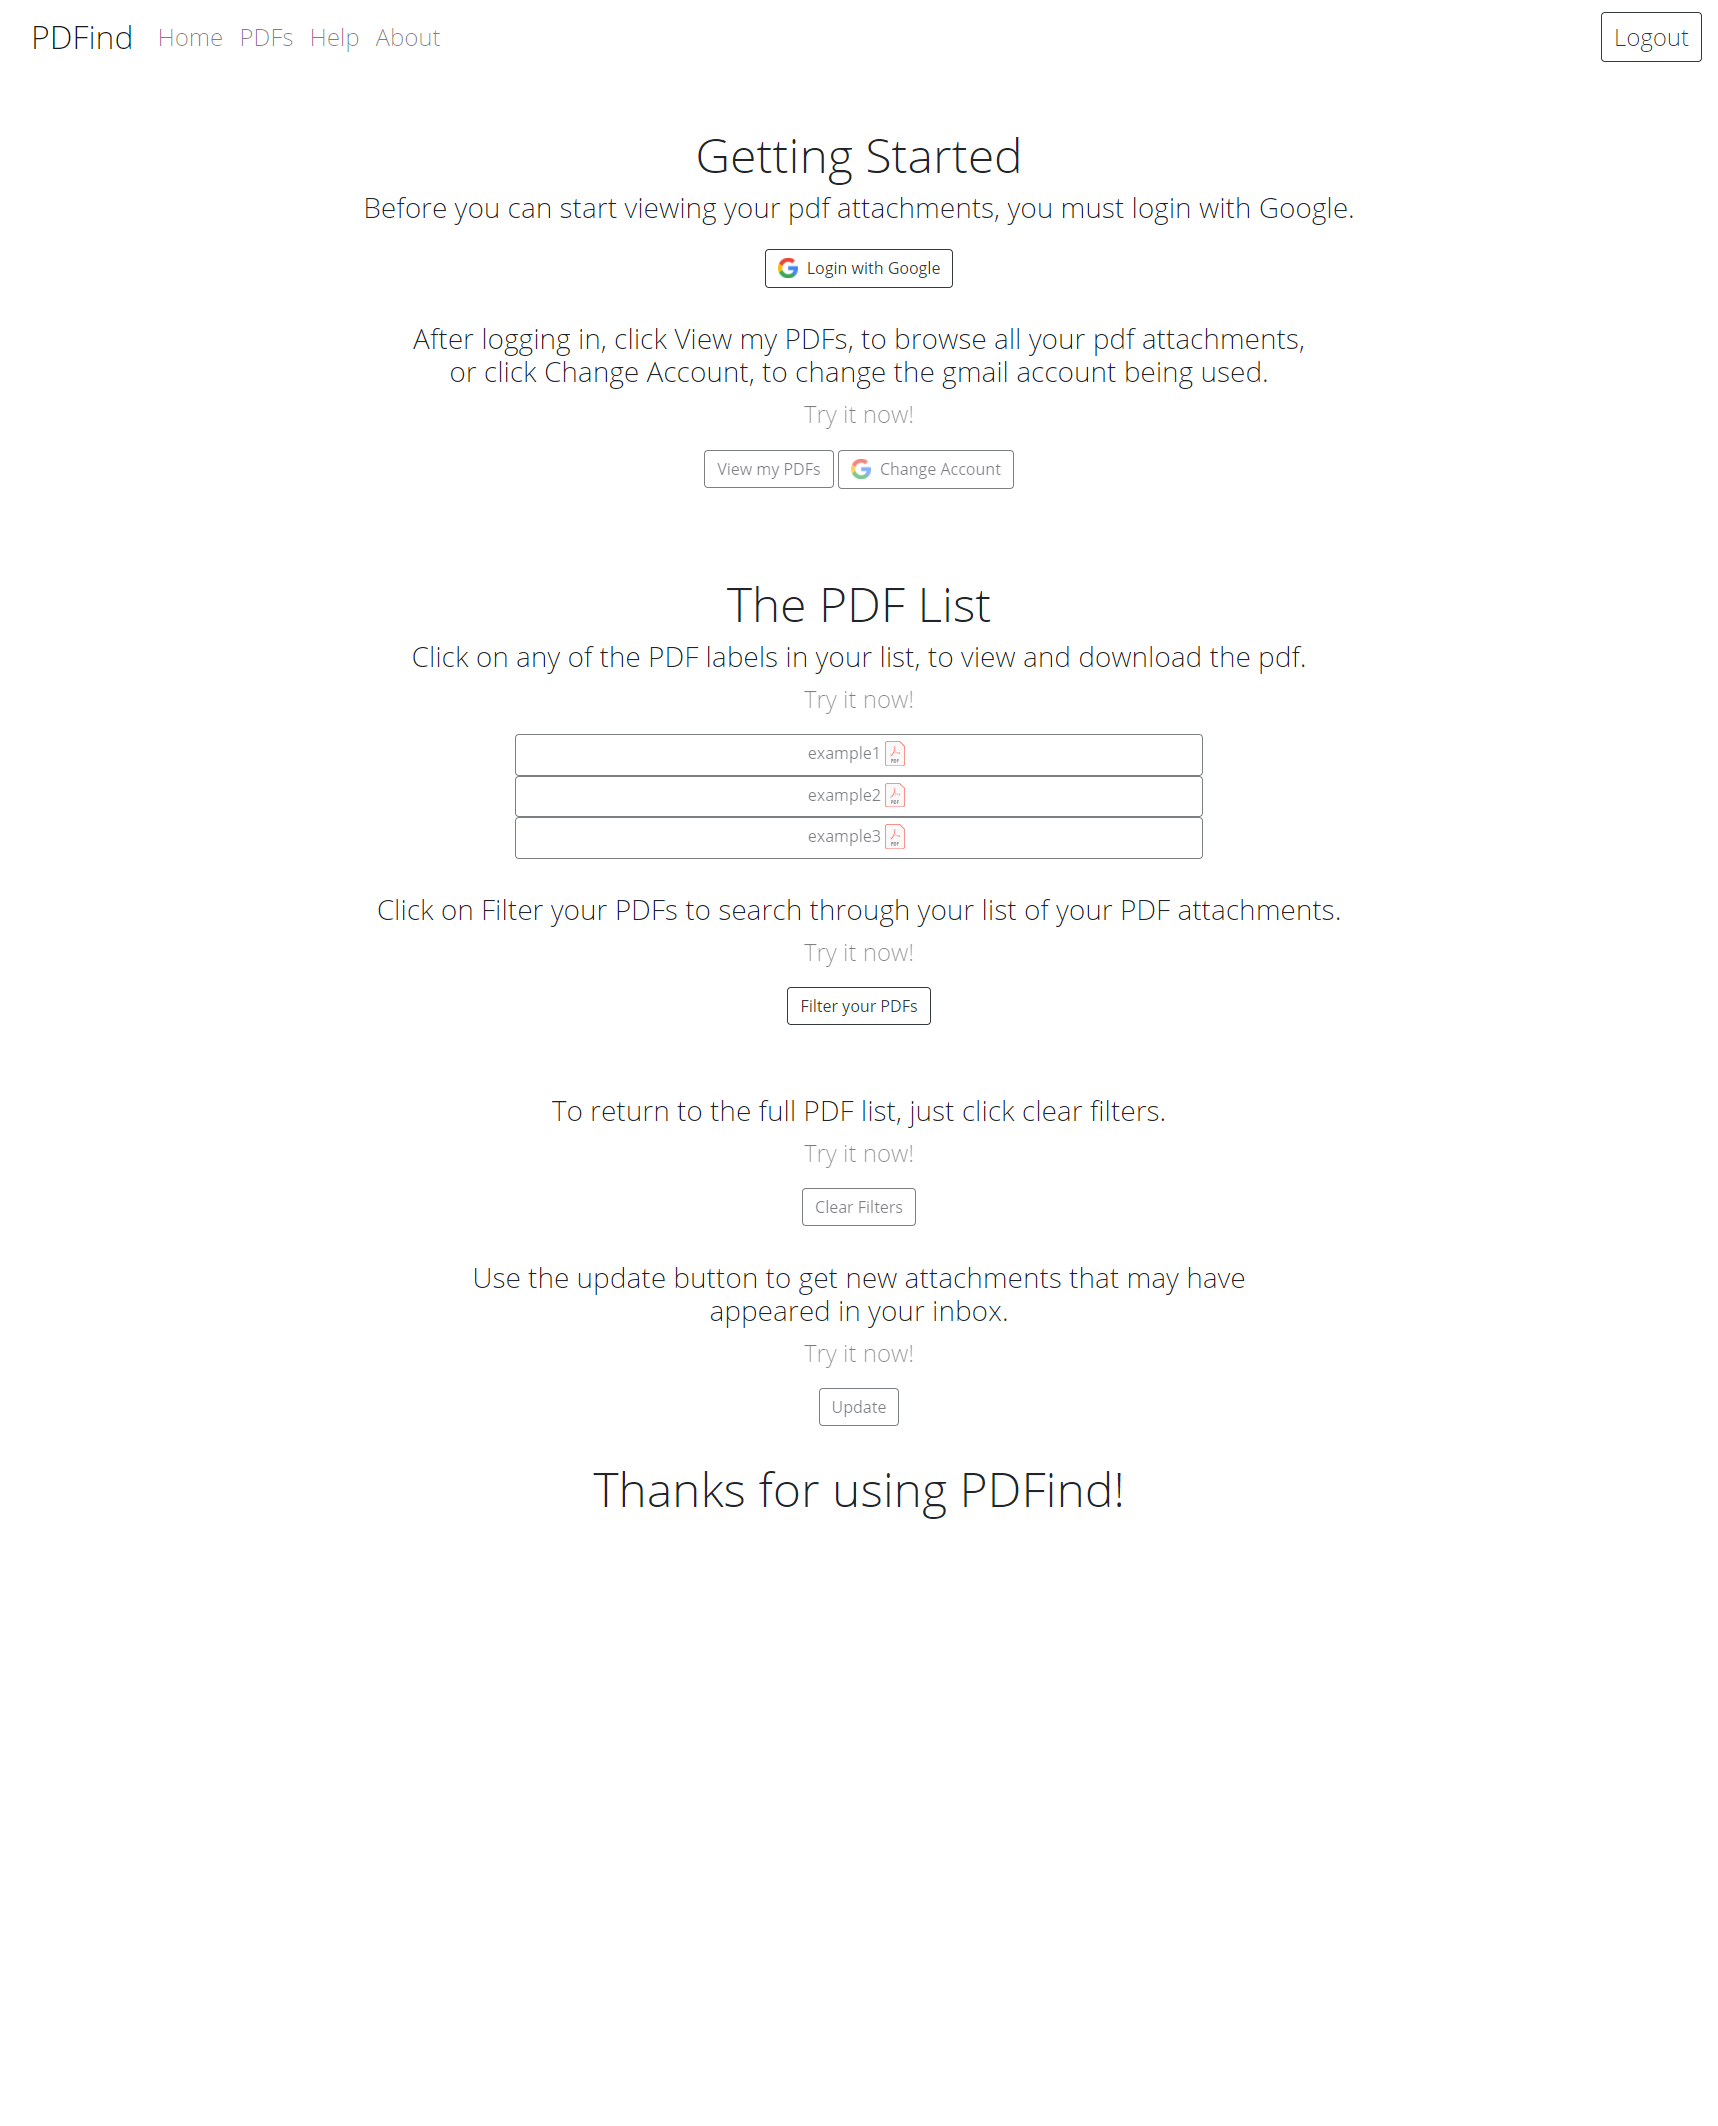 PDFind Home PDFs Help About Logout
Getting Started
Before you can start viewing your pdf attachments, you must login with Google.
Login with Google
After logging in, click View my PDFs, to browse all your pdf attachments,
or click Change Account, to change the gmail account being used.
Try it now!
View my PDFs Change Account
The PDF List
Click on any of the PDF labels in your list, to view and download the pdf.
Try it now!
example1 PDF
example2 PDF
example3 PDF
Click on Filter your PDFs to search through your list of your PDF attachments.
Try it now!
Filter your PDFs
To return to the full PDF list, just click clear filters.
Try it now!
Clear Filters
Use the update button to get new attachments that may have
appeared in your inbox.
Try it now!
Update
Thanks for using PDFind!